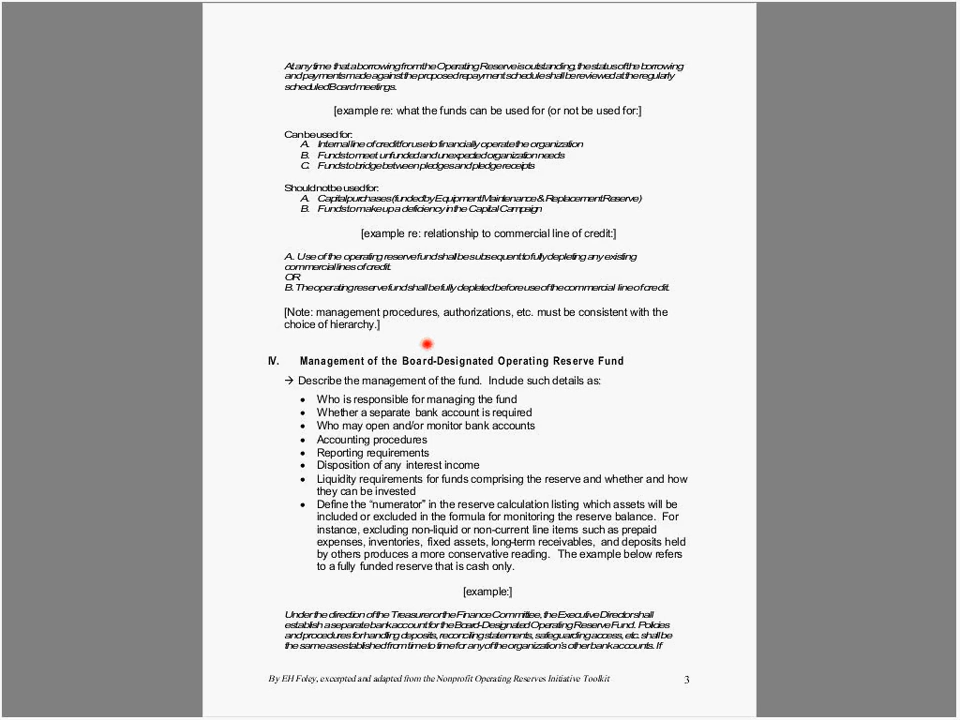 At any time that a borrowing from the Operating Reserve is outstanding, the status of the borrowing
and payments made against the proposed repayment schedule shall be reviewed at the regularly
scheduled Board meetings.
[example re: what the funds can be used for (or not be used for:]
Can be used for:
A. Internal line of credit for use to financially operate the organization
B. Funds to meet unfunded and unexpected organization needs
C. Funds to bridge between pledges and pledge receipts
Should not be used for:
A. Capital purchases (funded by Equipment Maintenance & Replacement Reserve)
B. Funds to make up a deficiency in the Capital Campaign
[example re: relationship to commercial line of credit:]
A. Use of the operating reserve fund shall be subsequent to fully depleting any existing
commercial lines of credit.
OR
B. The operating reserve fund shall be fully depleted before use of the commercial line of credit.
[Note: management procedures, authorizations, etc. must be consistent with the
choice of hierarchy.]
IV. Management of the Board-Designated Operating Reserve Fund
→ Describe the management of the fund. Include such details as:
• Who is responsible for managing the fund
• Whether a separate bank account is required
• Who may open and/or monitor bank accounts
• Accounting procedures
• Reporting requirements
• Disposition of any interest income
• Liquidity requirements for funds comprising the reserve and whether and how
they can be invested
• Define the “numerator” in the reserve calculation listing which assets will be
included or excluded in the formula for monitoring the reserve balance. For
instance, excluding non-liquid or non-current line items such as prepaid
expenses, inventories, fixed assets, long-term receivables, and deposits held
by others produces a more conservative reading. The example below refers
to a fully funded reserve that is cash only.
[example:]
Under the direction of the Treasurer or the Finance Committee, the Executive Director shall
establish a separate bank account for the Board-Designated Operating Reserve Fund. Policies
and procedures for handling deposits, reconciling statements, safeguarding access, etc. shall be
the same as established from time to time for any of the organization's other bank accounts. If
By EH Foley, excerpted and adapted from the Nonprofit Operating Reserves Initiative Toolkit 3